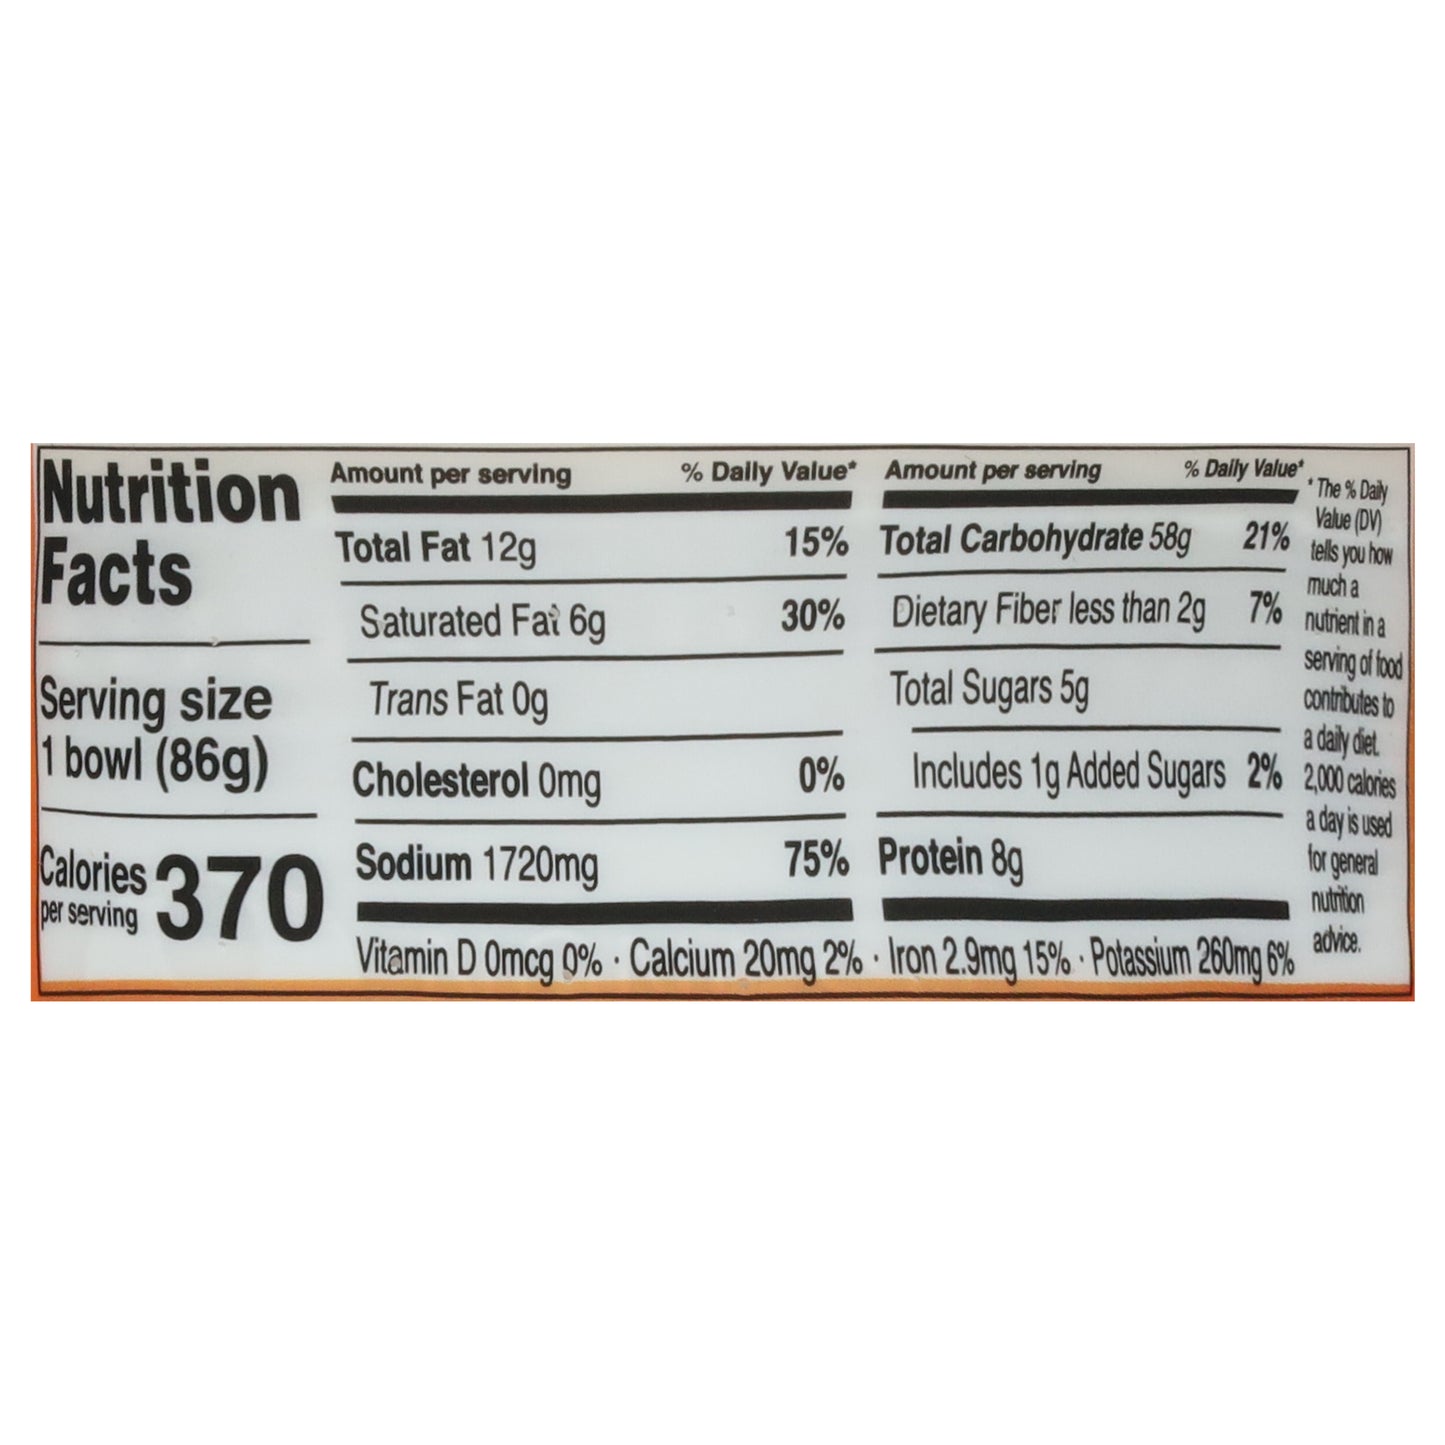 Nutrition
Facts
Serving size
1 bowl (86g)
Calories 370
per serving
Amount per serving % Daily Value*
Total Fat 12g 15%
Saturated Fat 6g 30%
Trans Fat 0g
Cholesterol 0mg 0%
Sodium 1720mg 75%
Amount per serving % Daily Value*
Total Carbohydrate 58g 21%
Dietary Fiber less than 2g 7%
Total Sugars 5g
Includes 1g Added Sugars 2%
Protein 8g
Vitamin D 0mcg 0% · Calcium 20mg 2% · Iron 2.9mg 15% · Potassium 260mg 6%
* The % Daily
Value (DV)
tells you how
much a
nutrient in a
serving of food
contributes to
a daily diet.
2,000 calories
a day is used
for general
nutrition
advice.